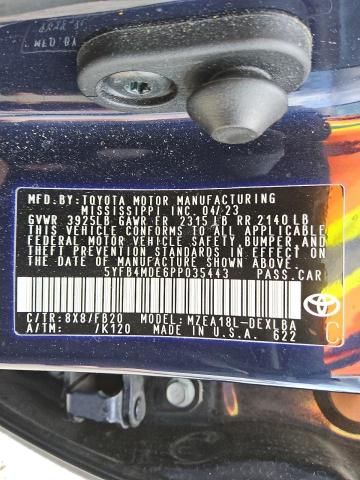 MFD.BY:TOYOTA MOTOR MANUFACTURING
MISSISSIPPI INC. 04/23
GVWR 3925LB GAWR FR 2315LB RR 2140LB
THIS VEHICLE CONFORMS TO ALL APPLICABLE
FEDERAL MOTOR VEHICLE SAFETY, BUMPER AND
THEFT PREVENTION STANDARDS IN EFFECT ON THE
DATE OF MANUFACTURE SHOWN ABOVE.
5YFB4MDE6PP035443 PASS.CAR
C/TR:8X8/FB20 MODEL:MZEA18L-DEXLBA
A/TM: /K120 MADE IN U.S.A. 622
TOYOTA
C